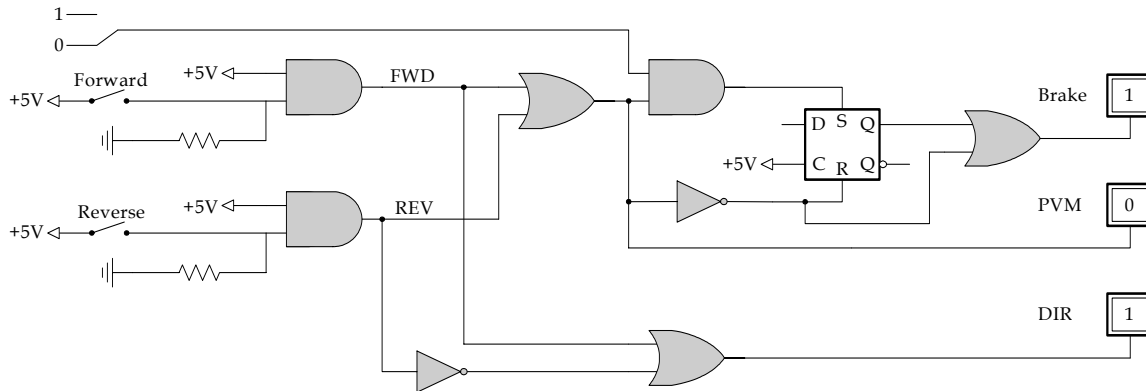 1
0
+5V
Forward
+5V
FWD
+5V
Reverse
+5V
REV
D
S
Q
+5V
C
R
Q
Brake
1
PVM
0
DIR
1